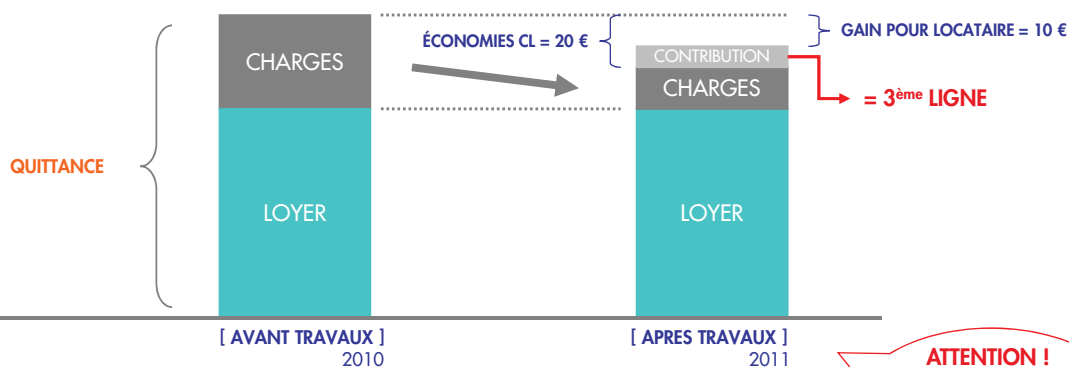 ÉCONOMIES CL = 20 €
GAIN POUR LOCATAIRE = 10 €
CHARGES
CONTRIBUTION
CHARGES
= 3ème LIGNE
QUITTANCE
LOYER
LOYER
[ AVANT TRAVAUX ]
2010
[ APRES TRAVAUX ]
2011
ATTENTION !